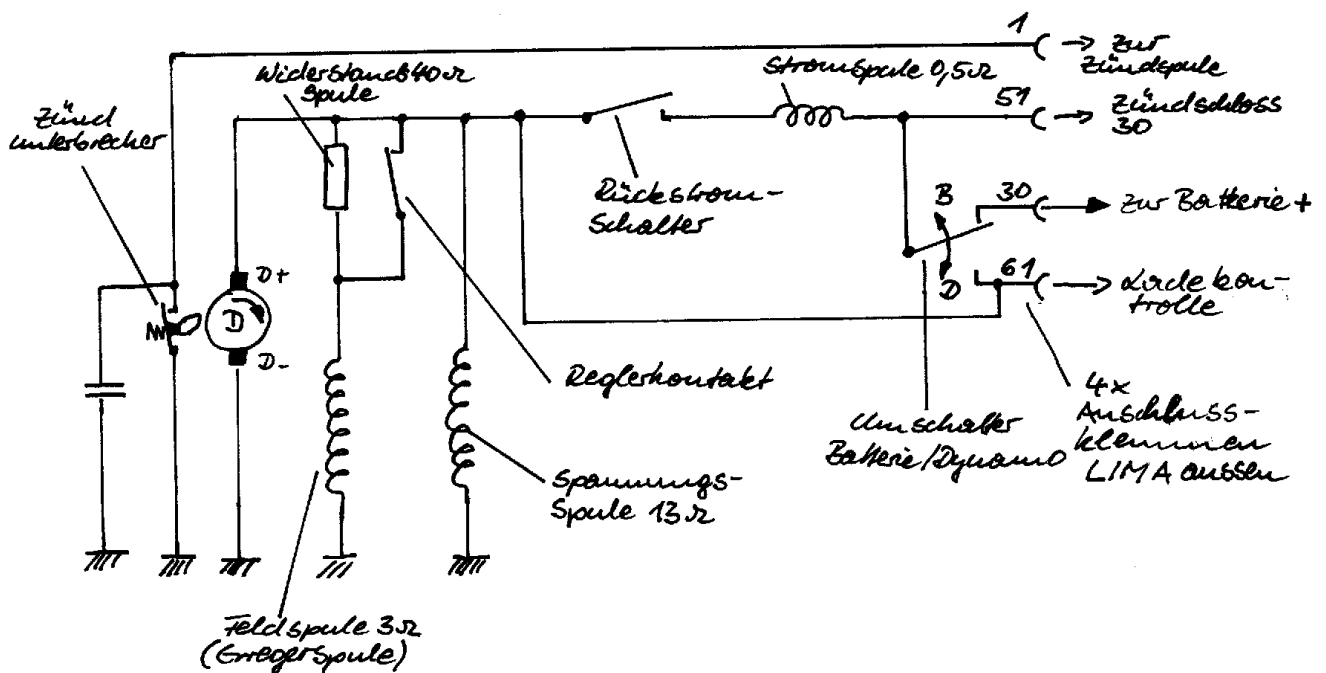 1
→ zur
Zündspule
Widerstands 40Ω
Spule
Stromspule 0,5Ω
51
→ Zündschloss
30
Zünd
unterbrecher
Rückstrom-
Schalter
B
30
→ zur Batterie +
D+
D
D-
D
61
→ Ladekon-
trolle
Reglerkontakt
Umschalter
Batterie/Dynamo
4x
Anschluss-
klemmen
LIMA aussen
Spannungs-
Spule 13Ω
Feldspule 3Ω
(Erregerspule)